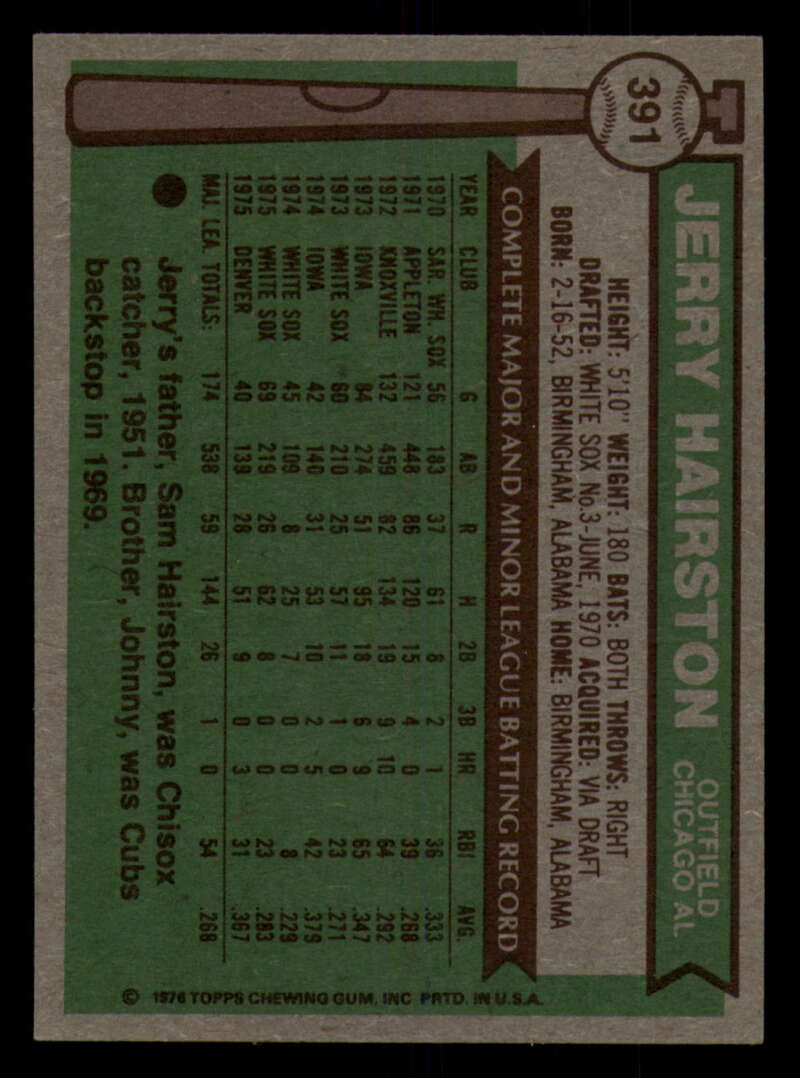 391
JERRY HAIRSTON
OUTFIELD
CHICAGO AL
HEIGHT: 5'10" WEIGHT: 180 BATS: BOTH THROWS: RIGHT
DRAFTED: WHITE SOX No.3-JUNE, 1970 ACQUIRED: VIA DRAFT
BORN: 2-16-52, BIRMINGHAM, ALABAMA HOME: BIRMINGHAM, ALABAMA
COMPLETE MAJOR AND MINOR LEAGUE BATTING RECORD
YEAR CLUB G AB R H 2B 3B HR RBI AVG.
1970 SAR. WH. SOX 56 183 37 61 8 2 1 36 .333
1971 APPLETON 121 448 86 120 15 4 0 39 .268
1972 KNOXVILLE 132 459 82 134 19 9 10 64 .292
1973 IOWA 84 274 51 95 18 6 9 65 .347
1973 WHITE SOX 60 210 25 57 11 1 0 23 .271
1974 IOWA 42 140 31 53 10 2 5 42 .379
1974 WHITE SOX 45 109 8 25 7 0 0 8 .229
1975 WHITE SOX 69 219 26 62 8 0 0 23 .283
1975 DENVER 40 139 28 51 9 0 3 31 .367
MAJ. LEA. TOTALS: 174 538 59 144 26 1 0 54 .268
Jerry's father, Sam Hairston, was Chisox
catcher, 1951. Brother, Johnny, was Cubs
backstop in 1969.
© 1976 TOPPS CHEWING GUM, INC PRTD. IN U.S.A.